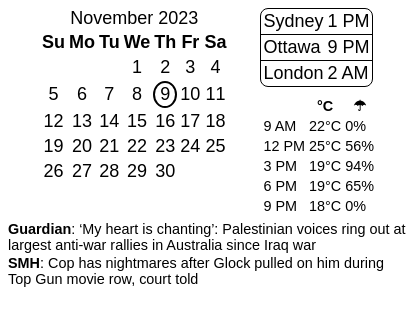 November 2023
Su Mo Tu We Th Fr Sa
1 2 3 4
5 6 7 8 9 10 11
12 13 14 15 16 17 18
19 20 21 22 23 24 25
26 27 28 29 30
Sydney 1 PM
Ottawa 9 PM
London 2 AM
°C ☂
9 AM 22°C 0%
12 PM 25°C 56%
3 PM 19°C 94%
6 PM 19°C 65%
9 PM 18°C 0%
Guardian: ‘My heart is chanting’: Palestinian voices ring out at
largest anti-war rallies in Australia since Iraq war
SMH: Cop has nightmares after Glock pulled on him during
Top Gun movie row, court told